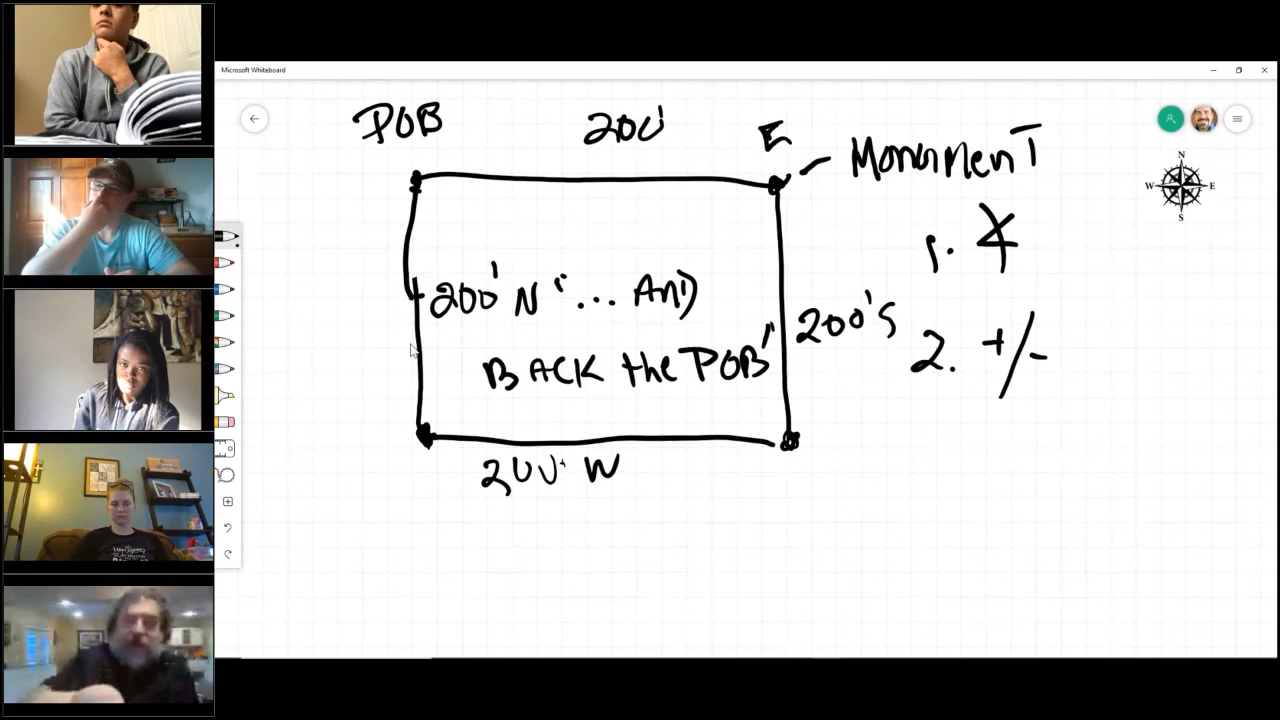 Microsoft Whiteboard
POB 200' E
Monument
N
W E
S
1. ∡
200' N "... AND
BACK the POB"
200' S
2. +/-
200' W